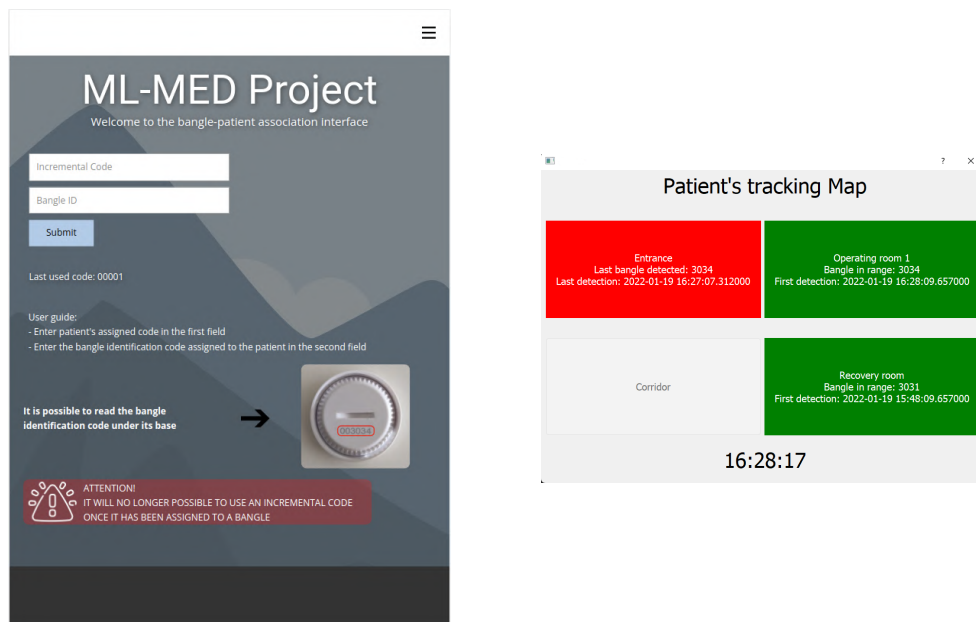 ML-MED Project
Welcome to the bangle-patient association interface
Incremental Code
Bangle ID
Submit
Last used code: 00001
User guide:
- Enter patient's assigned code in the first field
- Enter the bangle identification code assigned to the patient in the second field
It is possible to read the bangle
identification code under its base
003034
ATTENTION!
IT WILL NO LONGER POSSIBLE TO USE AN INCREMENTAL CODE
ONCE IT HAS BEEN ASSIGNED TO A BANGLE
Patient's tracking Map
Entrance
Last bangle detected: 3034
Last detection: 2022-01-19 16:27:07.312000
Operating room 1
Bangle in range: 3034
First detection: 2022-01-19 16:28:09.657000
Corridor
Recovery room
Bangle in range: 3031
First detection: 2022-01-19 15:48:09.657000
16:28:17